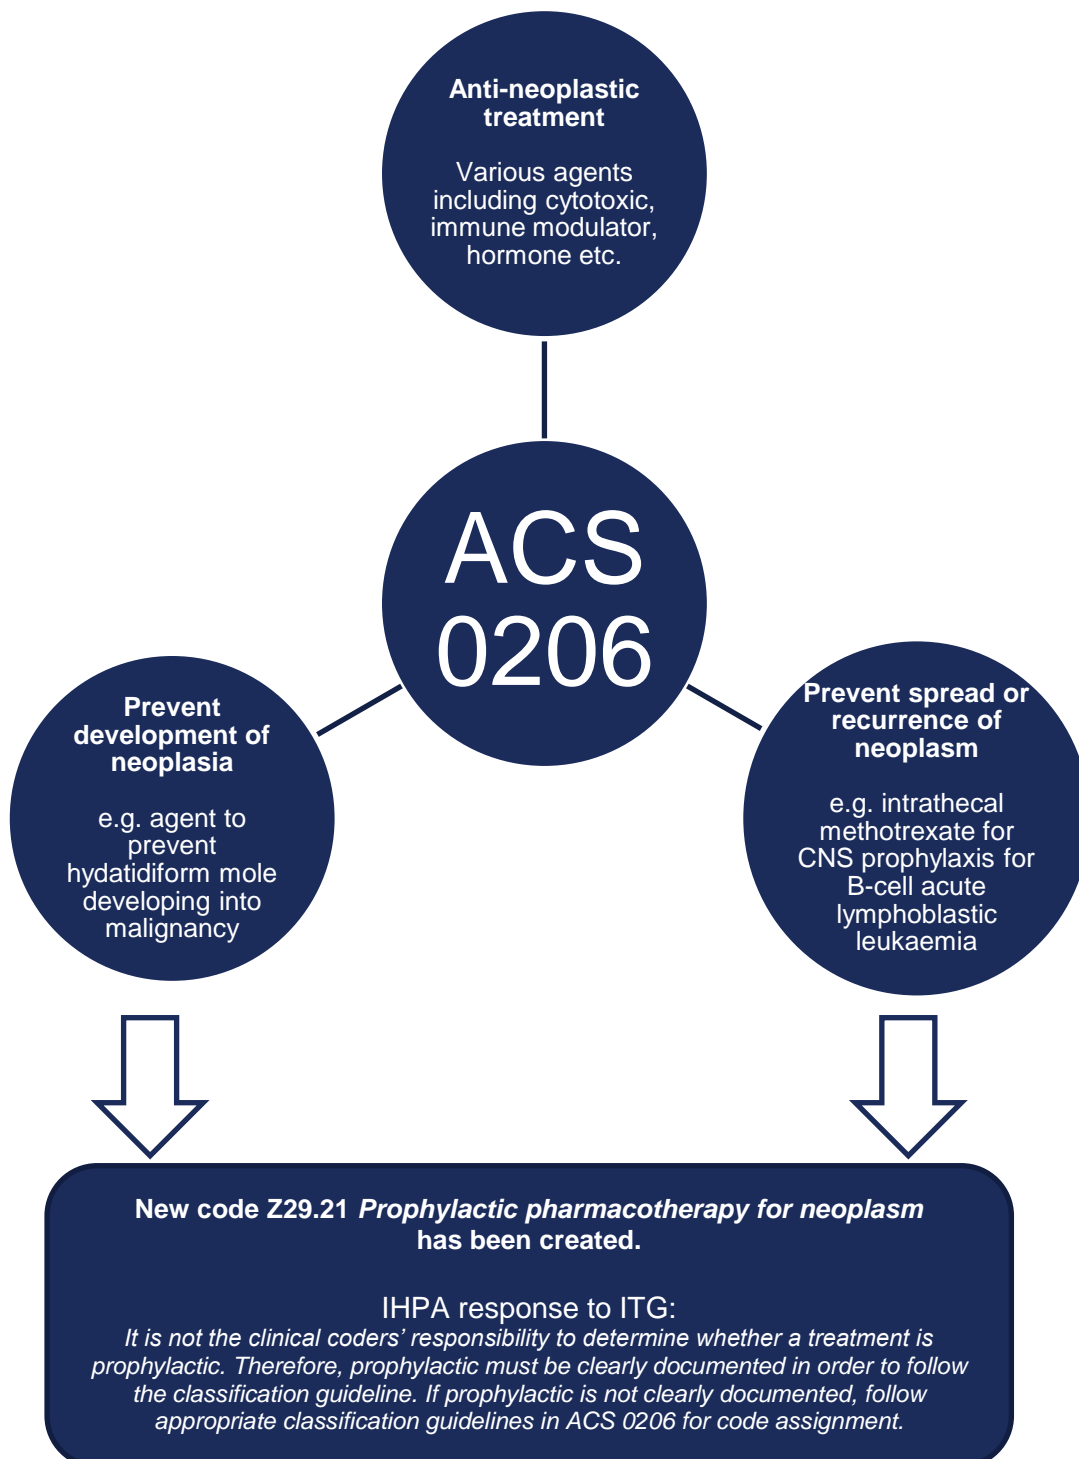 Anti-neoplastic
treatment
Various agents
including cytotoxic,
immune modulator,
hormone etc.
ACS
0206
Prevent
development of
neoplasia
e.g. agent to
prevent
hydatidiform mole
developing into
malignancy
Prevent spread or
recurrence of
neoplasm
e.g. intrathecal
methotrexate for
CNS prophylaxis for
B-cell acute
lymphoblastic
leukaemia
New code Z29.21 Prophylactic pharmacotherapy for neoplasm
has been created.
IHPA response to ITG:
It is not the clinical coders’ responsibility to determine whether a treatment is
prophylactic. Therefore, prophylactic must be clearly documented in order to follow
the classification guideline. If prophylactic is not clearly documented, follow
appropriate classification guidelines in ACS 0206 for code assignment.